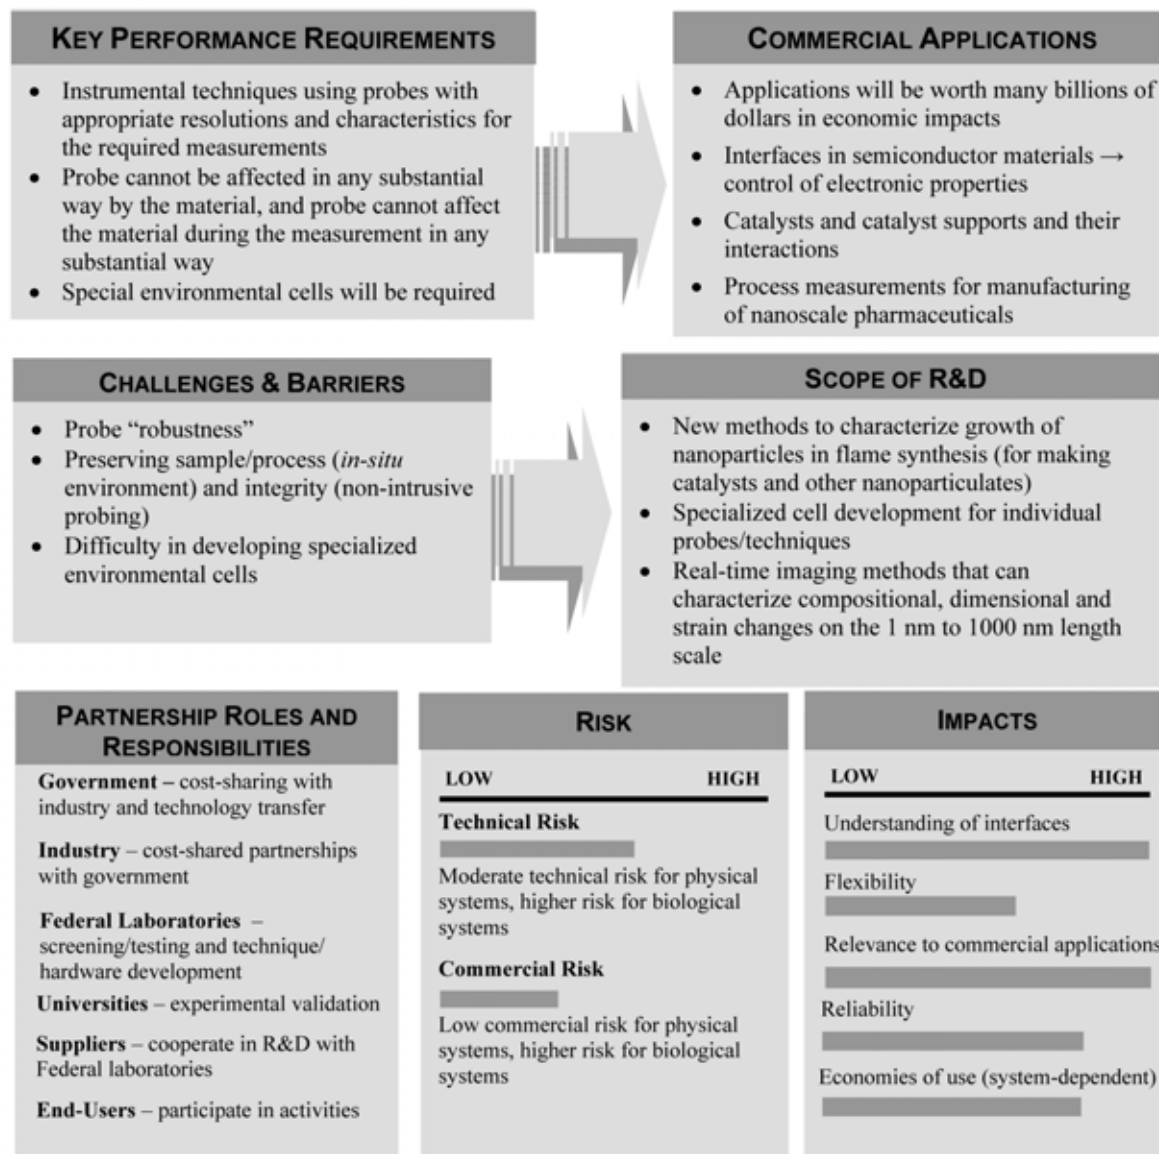 KEY PERFORMANCE REQUIREMENTS
• Instrumental techniques using probes with
appropriate resolutions and characteristics for
the required measurements
• Probe cannot be affected in any substantial
way by the material, and probe cannot affect
the material during the measurement in any
substantial way
• Special environmental cells will be required
COMMERCIAL APPLICATIONS
• Applications will be worth many billions of
dollars in economic impacts
• Interfaces in semiconductor materials →
control of electronic properties
• Catalysts and catalyst supports and their
interactions
• Process measurements for manufacturing
of nanoscale pharmaceuticals
CHALLENGES & BARRIERS
• Probe “robustness”
• Preserving sample/process (in-situ
environment) and integrity (non-intrusive
probing)
• Difficulty in developing specialized
environmental cells
SCOPE OF R&D
• New methods to characterize growth of
nanoparticles in flame synthesis (for making
catalysts and other nanoparticulates)
• Specialized cell development for individual
probes/techniques
• Real-time imaging methods that can
characterize compositional, dimensional and
strain changes on the 1 nm to 1000 nm length
scale
PARTNERSHIP ROLES AND
RESPONSIBILITIES
Government – cost-sharing with
industry and technology transfer
Industry – cost-shared partnerships
with government
Federal Laboratories –
screening/testing and technique/
hardware development
Universities – experimental validation
Suppliers – cooperate in R&D with
Federal laboratories
End-Users – participate in activities
RISK
LOW HIGH
Technical Risk
Moderate technical risk for physical
systems, higher risk for biological
systems
Commercial Risk
Low commercial risk for physical
systems, higher risk for biological
systems
IMPACTS
LOW HIGH
Understanding of interfaces
Flexibility
Relevance to commercial applications
Reliability
Economies of use (system-dependent)